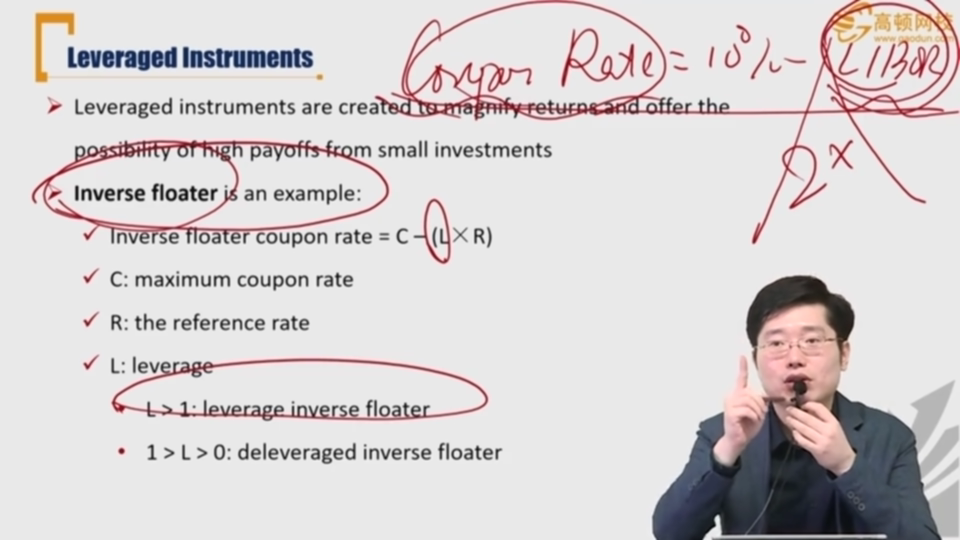 高顿网校
www.gaodun.com
Leveraged Instruments
Coupon Rate = 10% - LIBOR
2x
Leveraged instruments are created to magnify returns and offer the
possibility of high payoffs from small investments
Inverse floater is an example:
Inverse floater coupon rate = C – (L × R)
C: maximum coupon rate
R: the reference rate
L: leverage
L > 1: leverage inverse floater
1 > L > 0: deleveraged inverse floater